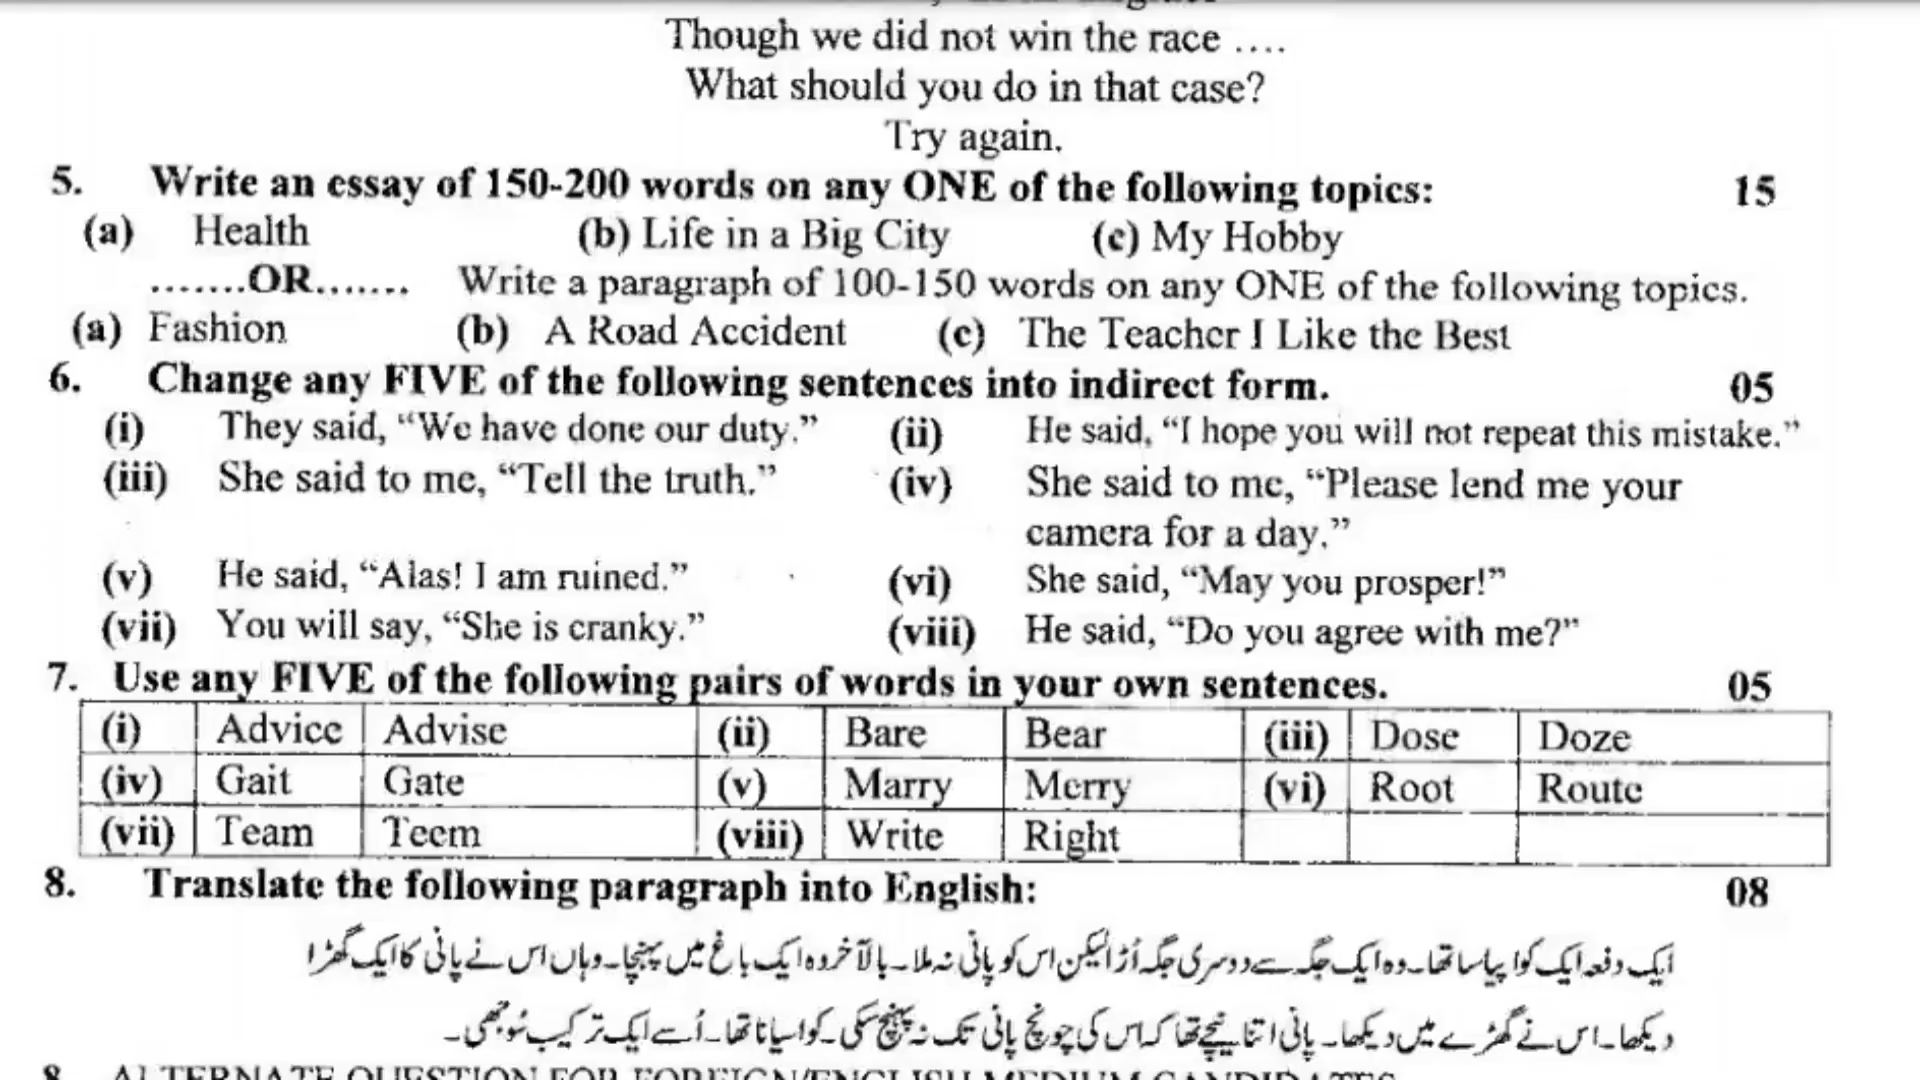 Though we did not win the race ....
What should you do in that case?
Try again.
5. Write an essay of 150-200 words on any ONE of the following topics: 15
(a) Health (b) Life in a Big City (c) My Hobby
.......OR....... Write a paragraph of 100-150 words on any ONE of the following topics.
(a) Fashion (b) A Road Accident (c) The Teacher I Like the Best
6. Change any FIVE of the following sentences into indirect form. 05
(i) They said, “We have done our duty.” (ii) He said, “I hope you will not repeat this mistake.”
(iii) She said to me, “Tell the truth.” (iv) She said to me, “Please lend me your
camera for a day.”
(v) He said, “Alas! I am ruined.” (vi) She said, “May you prosper!”
(vii) You will say, “She is cranky.” (viii) He said, “Do you agree with me?”
7. Use any FIVE of the following pairs of words in your own sentences. 05
(i) Advice Advise (ii) Bare Bear (iii) Dose Doze
(iv) Gait Gate (v) Marry Merry (vi) Root Route
(vii) Team Teem (viii) Write Right
8. Translate the following paragraph into English: 08
ایک دفعہ ایک کوا پیاسا تھا۔ وہ ایک جگہ سے دوسری جگہ اُڑا لیکن اس کو پانی نہ ملا۔ بالآخر وہ ایک باغ میں پہنچا۔ وہاں اس نے پانی کا ایک گھڑا
دیکھا۔ اس نے گھڑے میں دیکھا۔ پانی اتنا نیچے تھا کہ اس کی چونچ پانی تک نہ پہنچ سکی۔ کوا سیانا تھا۔ اُسے ایک ترکیب سُوجھی۔
8. ALTERNATE QUESTION FOR FOREIGN/ENGLISH MEDIUM CANDIDATES